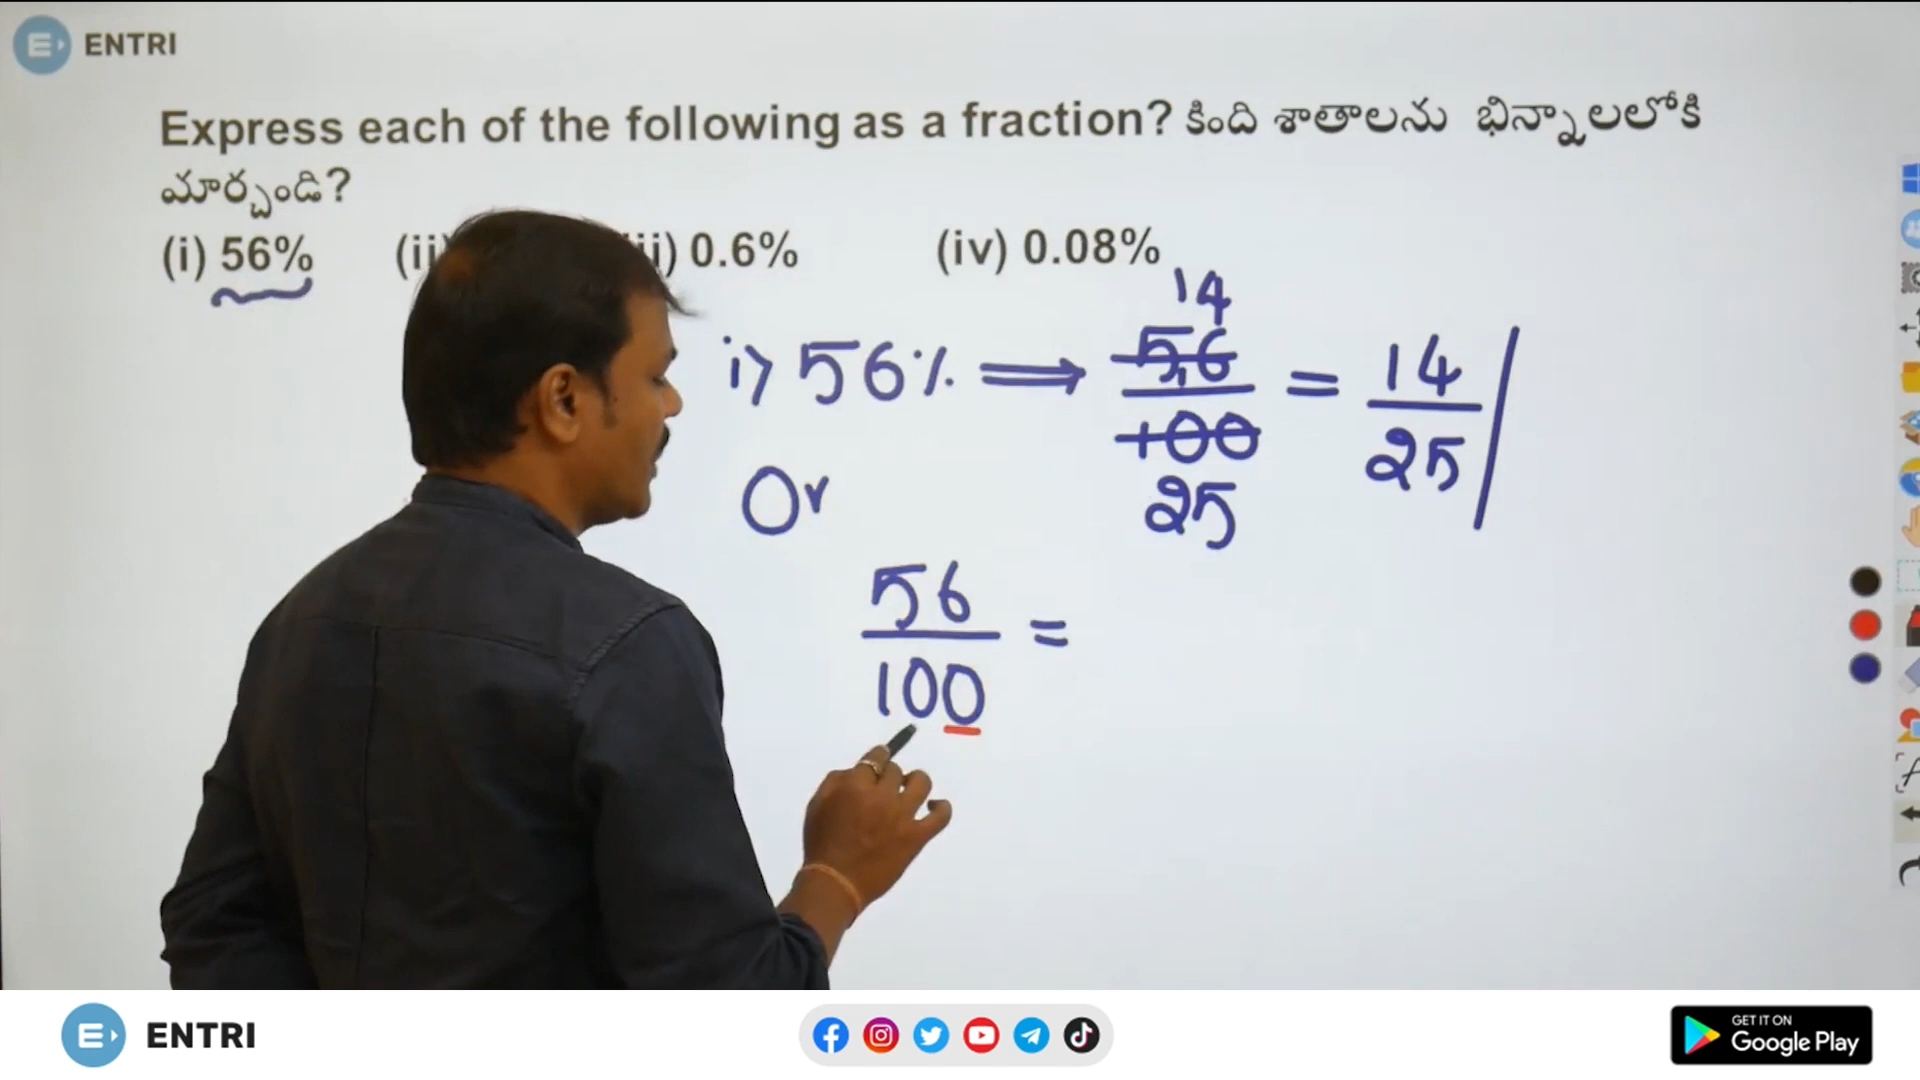 ENTRI
Express each of the following as a fraction? కింది శాతాలను భిన్నాలలోకి
మార్చండి?
(i) 56% (ii) 0.6% (iv) 0.08%
i) 56% ⟹ 56/100 = 14/25
14
25
Or
56/100 =
ENTRI
GET IT ON
Google Play